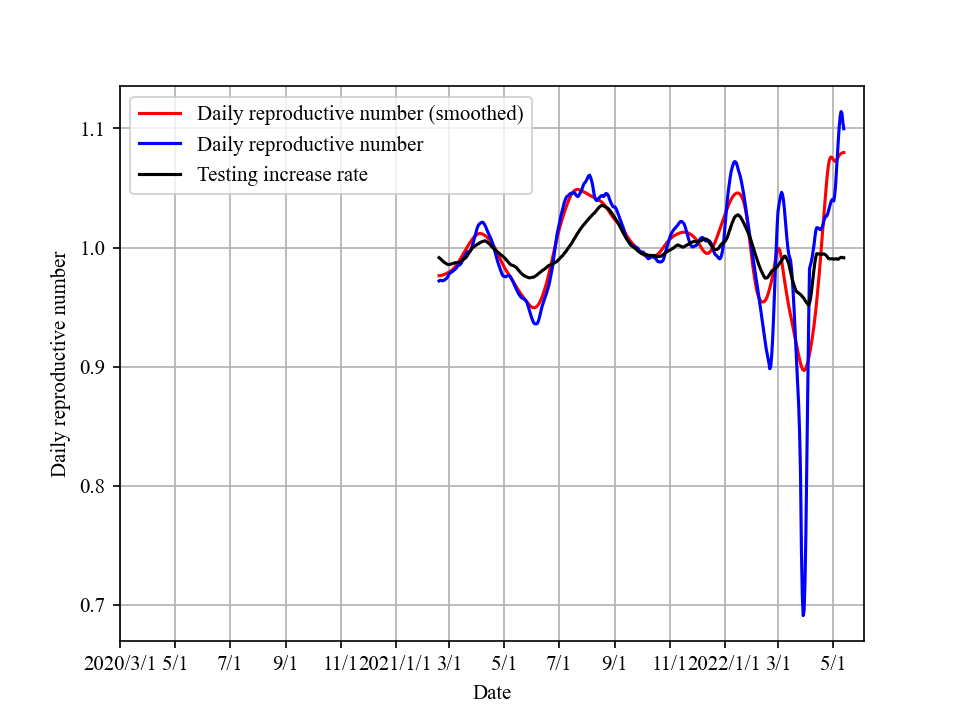 Daily reproductive number (smoothed)
Daily reproductive number
Testing increase rate
Daily reproductive number
1.1
1.0
0.9
0.8
0.7
2020/3/1 5/1 7/1 9/1 11/1 2021/1/1 3/1 5/1 7/1 9/1 11/1 2022/1/1 3/1 5/1
Date